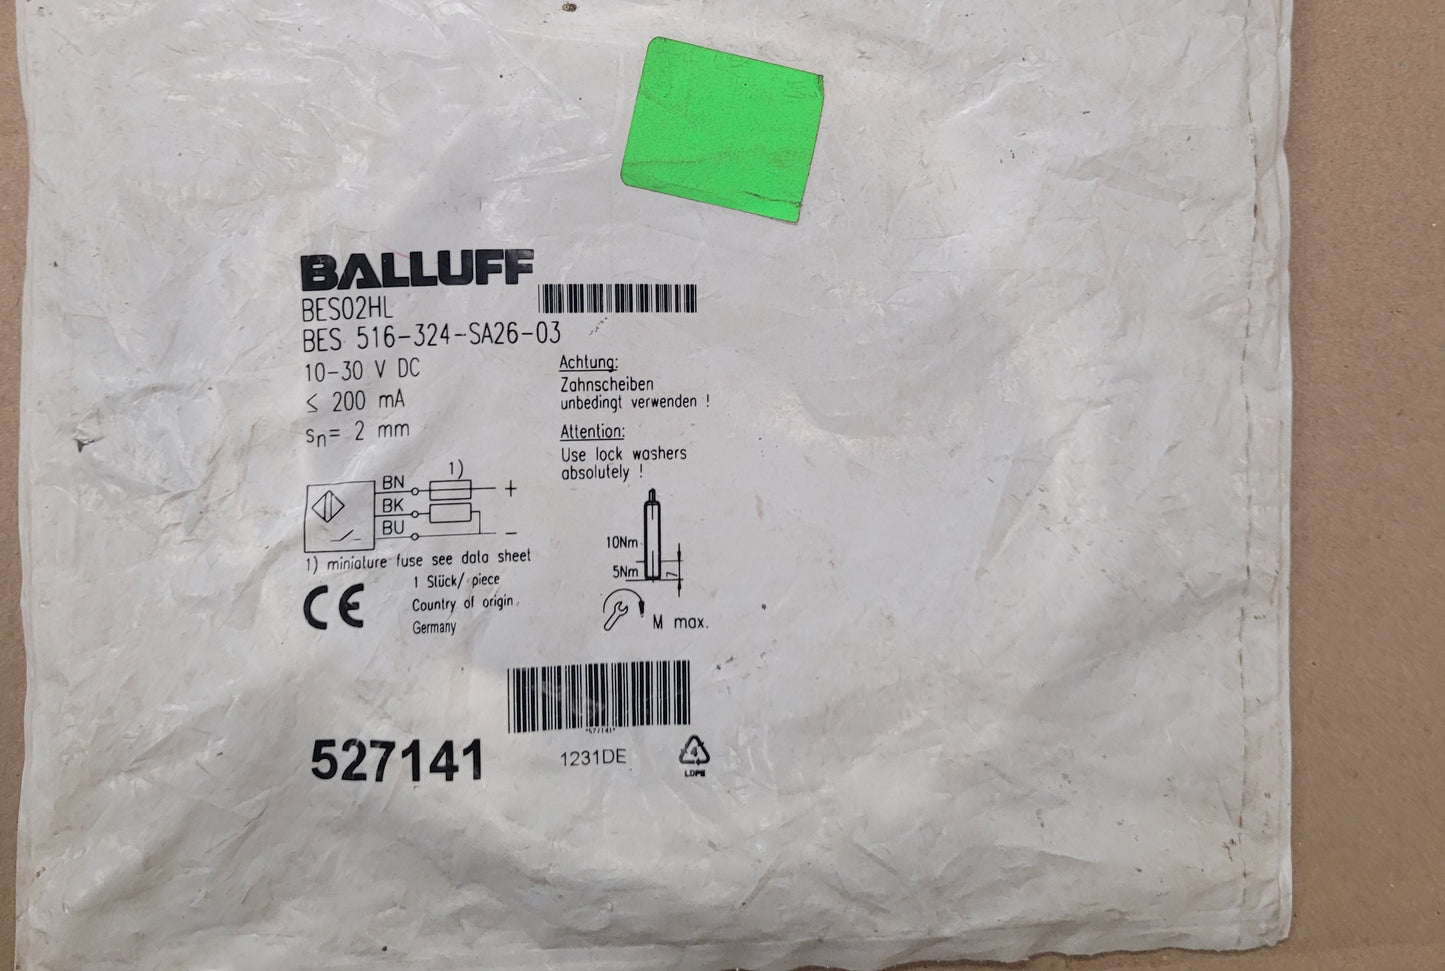 BALLUFF
BES02HL
BES 516-324-SA26-03
10-30 V DC
≤ 200 mA
sn= 2 mm
Achtung:
Zahnscheiben
unbedingt verwenden !
Attention:
Use lock washers
absolutely !
1)
BN
+
BK
BU
−
1) miniature fuse see data sheet
10Nm
5Nm
7
M max.
CE
1 Stück/ piece
Country of origin:
Germany
*577141*
527141
1231DE
4
LDPE